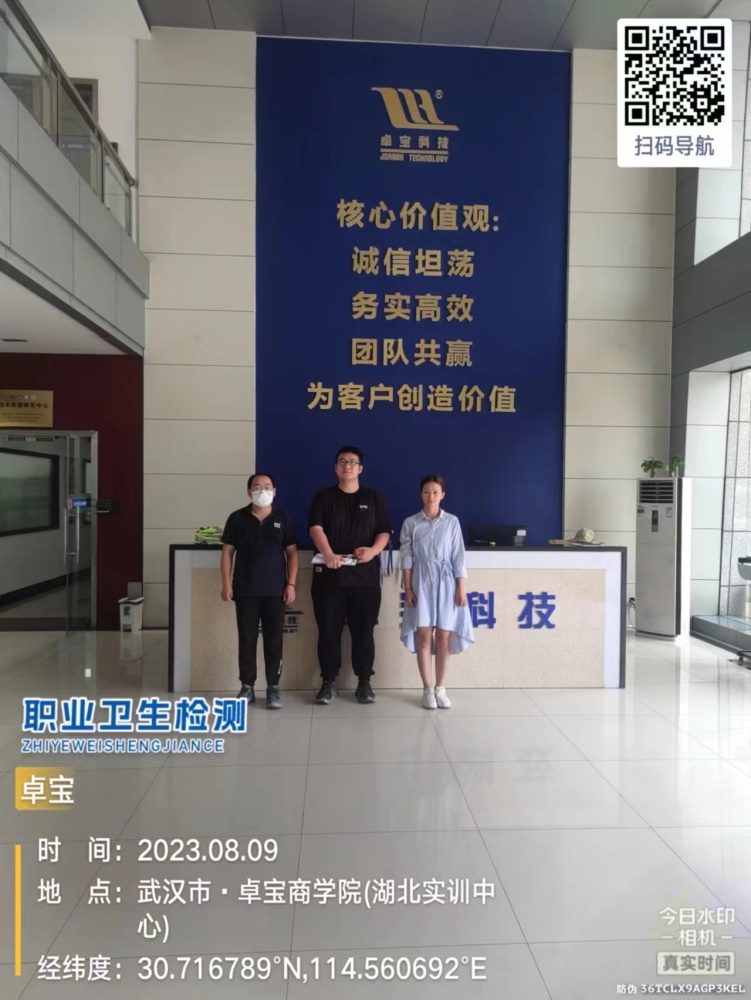 扫码导航
卓宝科技
JOABOA TECHNOLOGY
核心价值观:
诚信坦荡
务实高效
团队共赢
为客户创造价值
科技
职业卫生检测
ZHIYEWEISHENGJIANCE
卓宝
时 间: 2023.08.09
地 点: 武汉市·卓宝商学院(湖北实训中
心)
经纬度: 30.716789°N,114.560692°E
今日水印
相机
真实时间
防伪 36TCLX9AGP3KEL